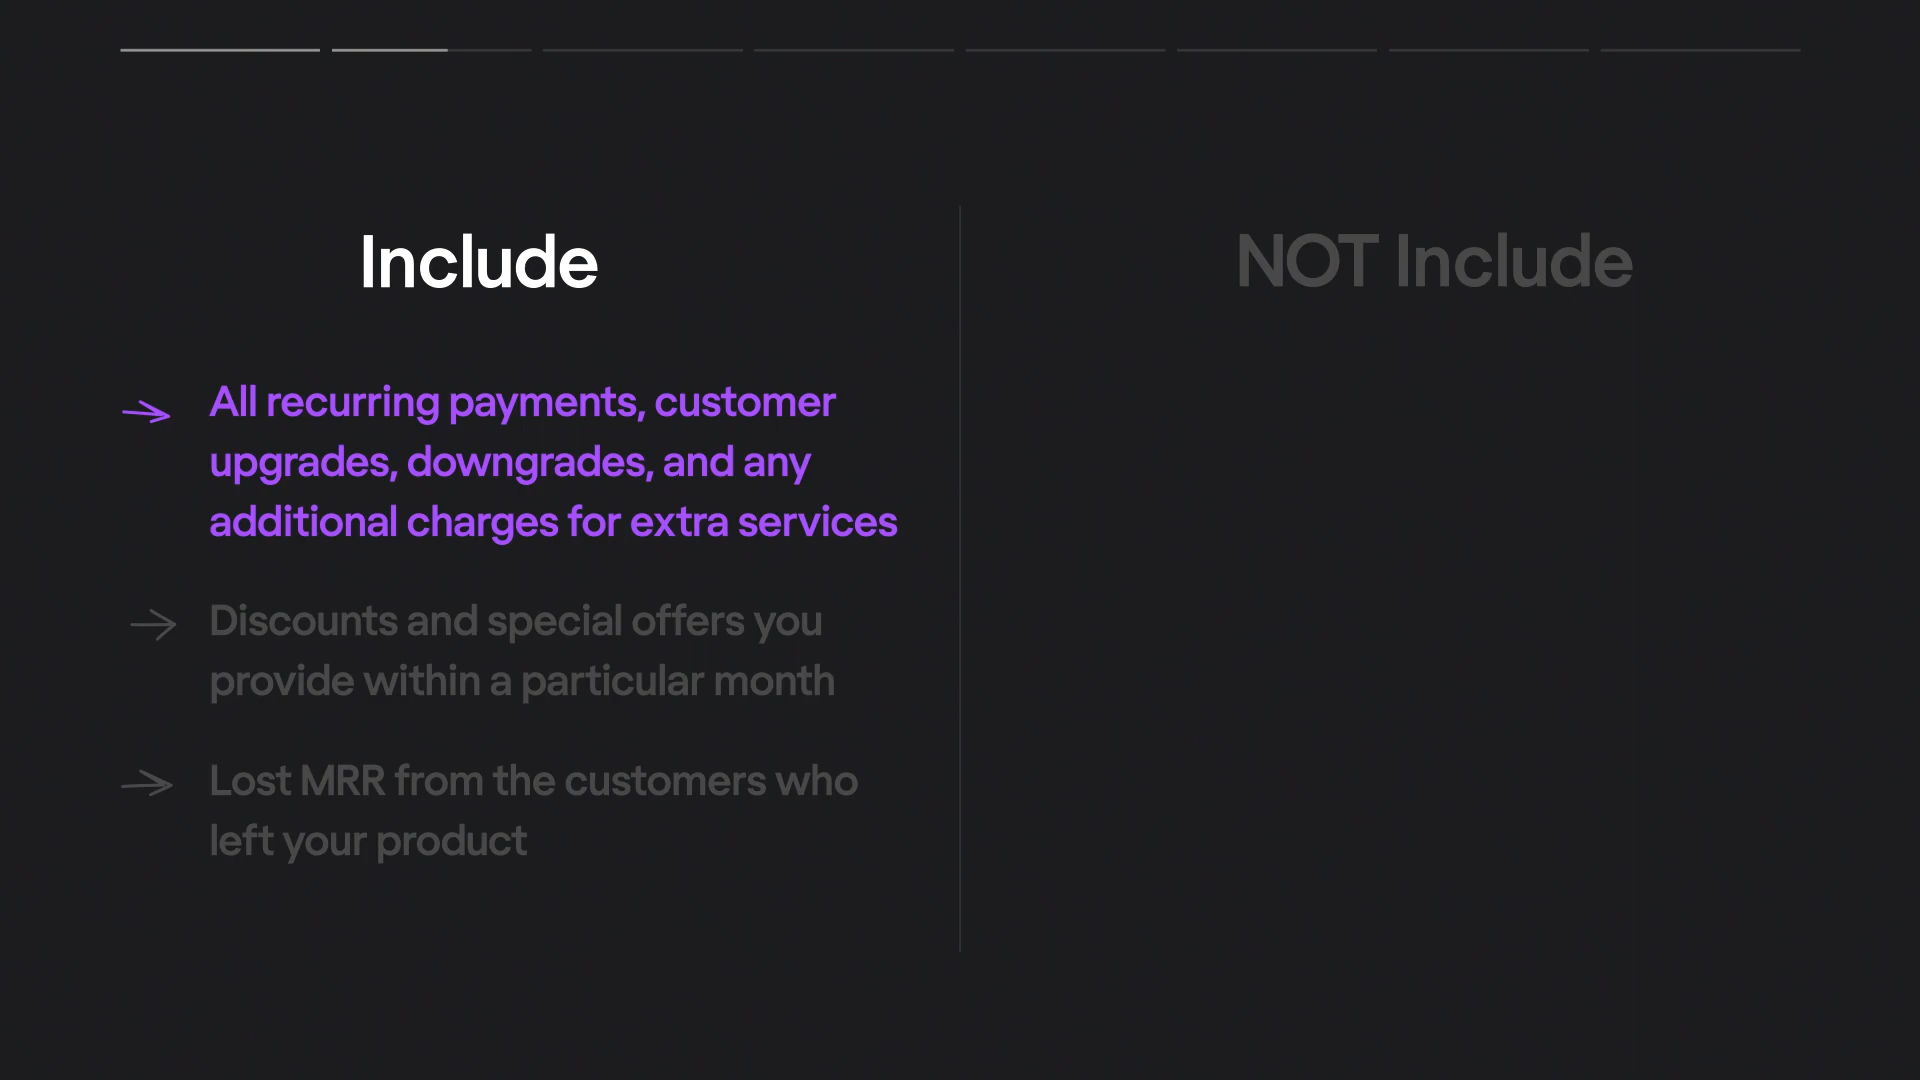 Include
All recurring payments, customer
upgrades, downgrades, and any
additional charges for extra services
Discounts and special offers you
provide within a particular month
Lost MRR from the customers who
left your product
NOT Include